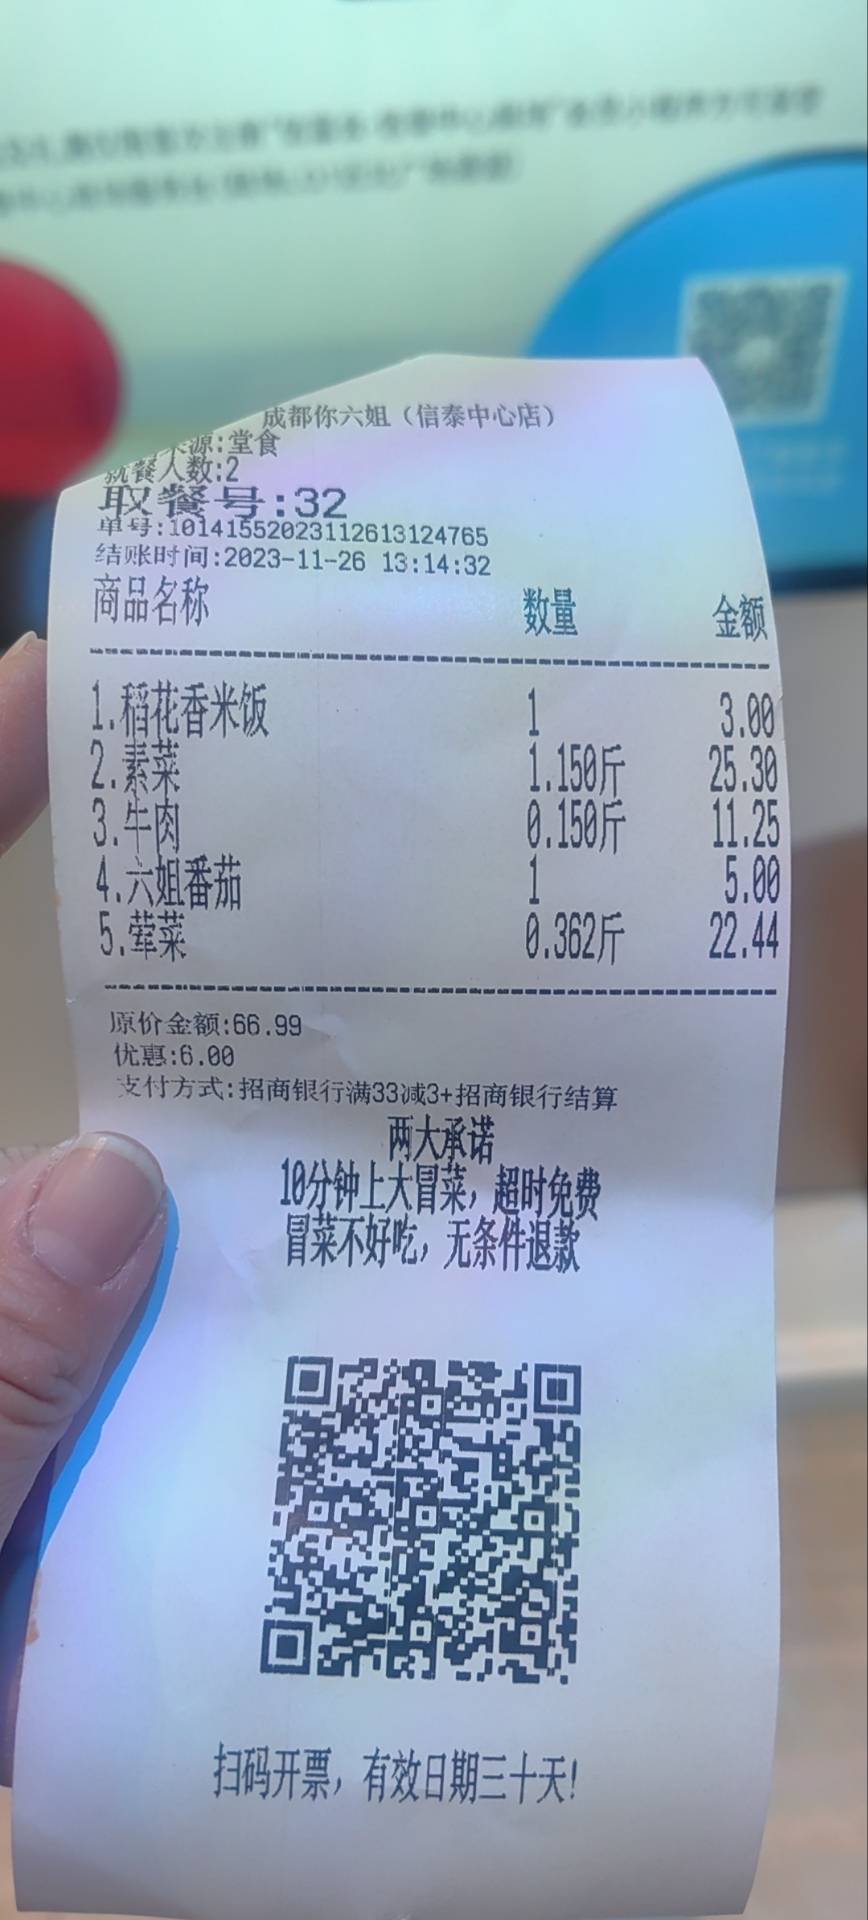 成都你六姐（信泰中心店）
来源:堂食
就餐人数:2
取餐号:32
单号:10141552023112613124765
结账时间:2023-11-26 13:14:32
商品名称 数量 金额
1.稻花香米饭 1 3.00
2.素菜 1.150斤 25.30
3.牛肉 0.150斤 11.25
4.六姐番茄 1 5.00
5.荤菜 0.362斤 22.44
原价金额:66.99
优惠:6.00
支付方式:招商银行满33减3+招商银行结算
两大承诺
10分钟上大冒菜，超时免费
冒菜不好吃，无条件退款
扫码开票，有效日期三十天!